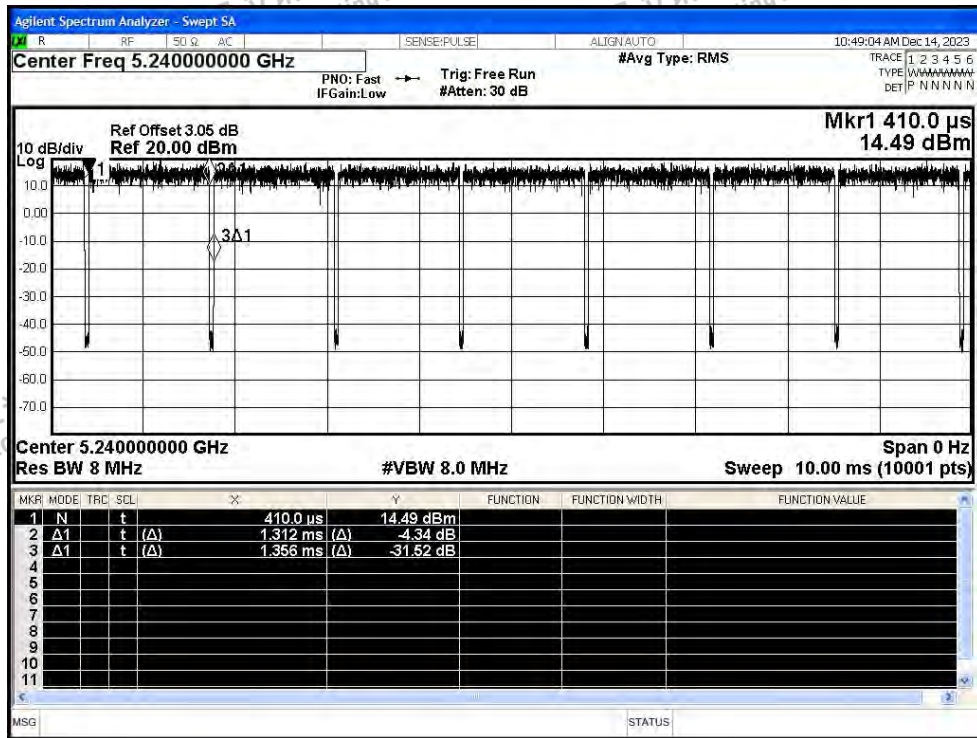 Agilent Spectrum Analyzer - Swept SA
LXI R RF 50 Ω AC SENSE:PULSE ALIGN AUTO 10:49:04 AM Dec 14, 2023
Center Freq 5.240000000 GHz #Avg Type: RMS TRACE 1 2 3 4 5 6
PNO: Fast Trig: Free Run TYPE
IFGain:Low #Atten: 30 dB DET P N N N N N
Mkr1 410.0 µs
Ref Offset 3.05 dB
10 dB/div Ref 20.00 dBm 14.49 dBm
Log
1
10.0
0.00
3Δ1
-10.0
-20.0
-30.0
-40.0
-50.0
-60.0
-70.0
Center 5.240000000 GHz Span 0 Hz
Res BW 8 MHz #VBW 8.0 MHz Sweep 10.00 ms (10001 pts)
MKR MODE TRC SCL X Y FUNCTION FUNCTION WIDTH FUNCTION VALUE
1 N t 410.0 µs 14.49 dBm
2 Δ1 t (Δ) 1.312 ms (Δ) -4.34 dB
3 Δ1 t (Δ) 1.356 ms (Δ) -31.52 dB
4
5
6
7
8
9
10
11
MSG STATUS